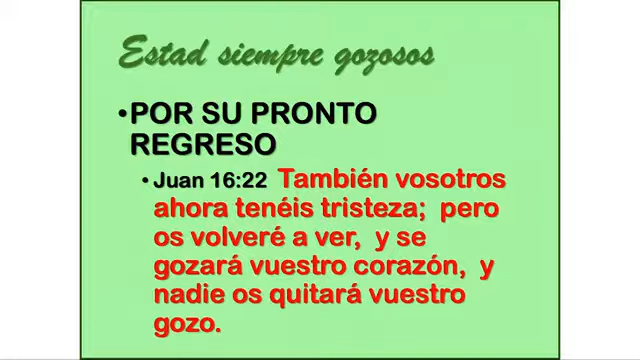 Estad siempre gozosos
•POR SU PRONTO
REGRESO
• Juan 16:22 También vosotros
ahora tenéis tristeza; pero
os volveré a ver, y se
gozará vuestro corazón, y
nadie os quitará vuestro
gozo.